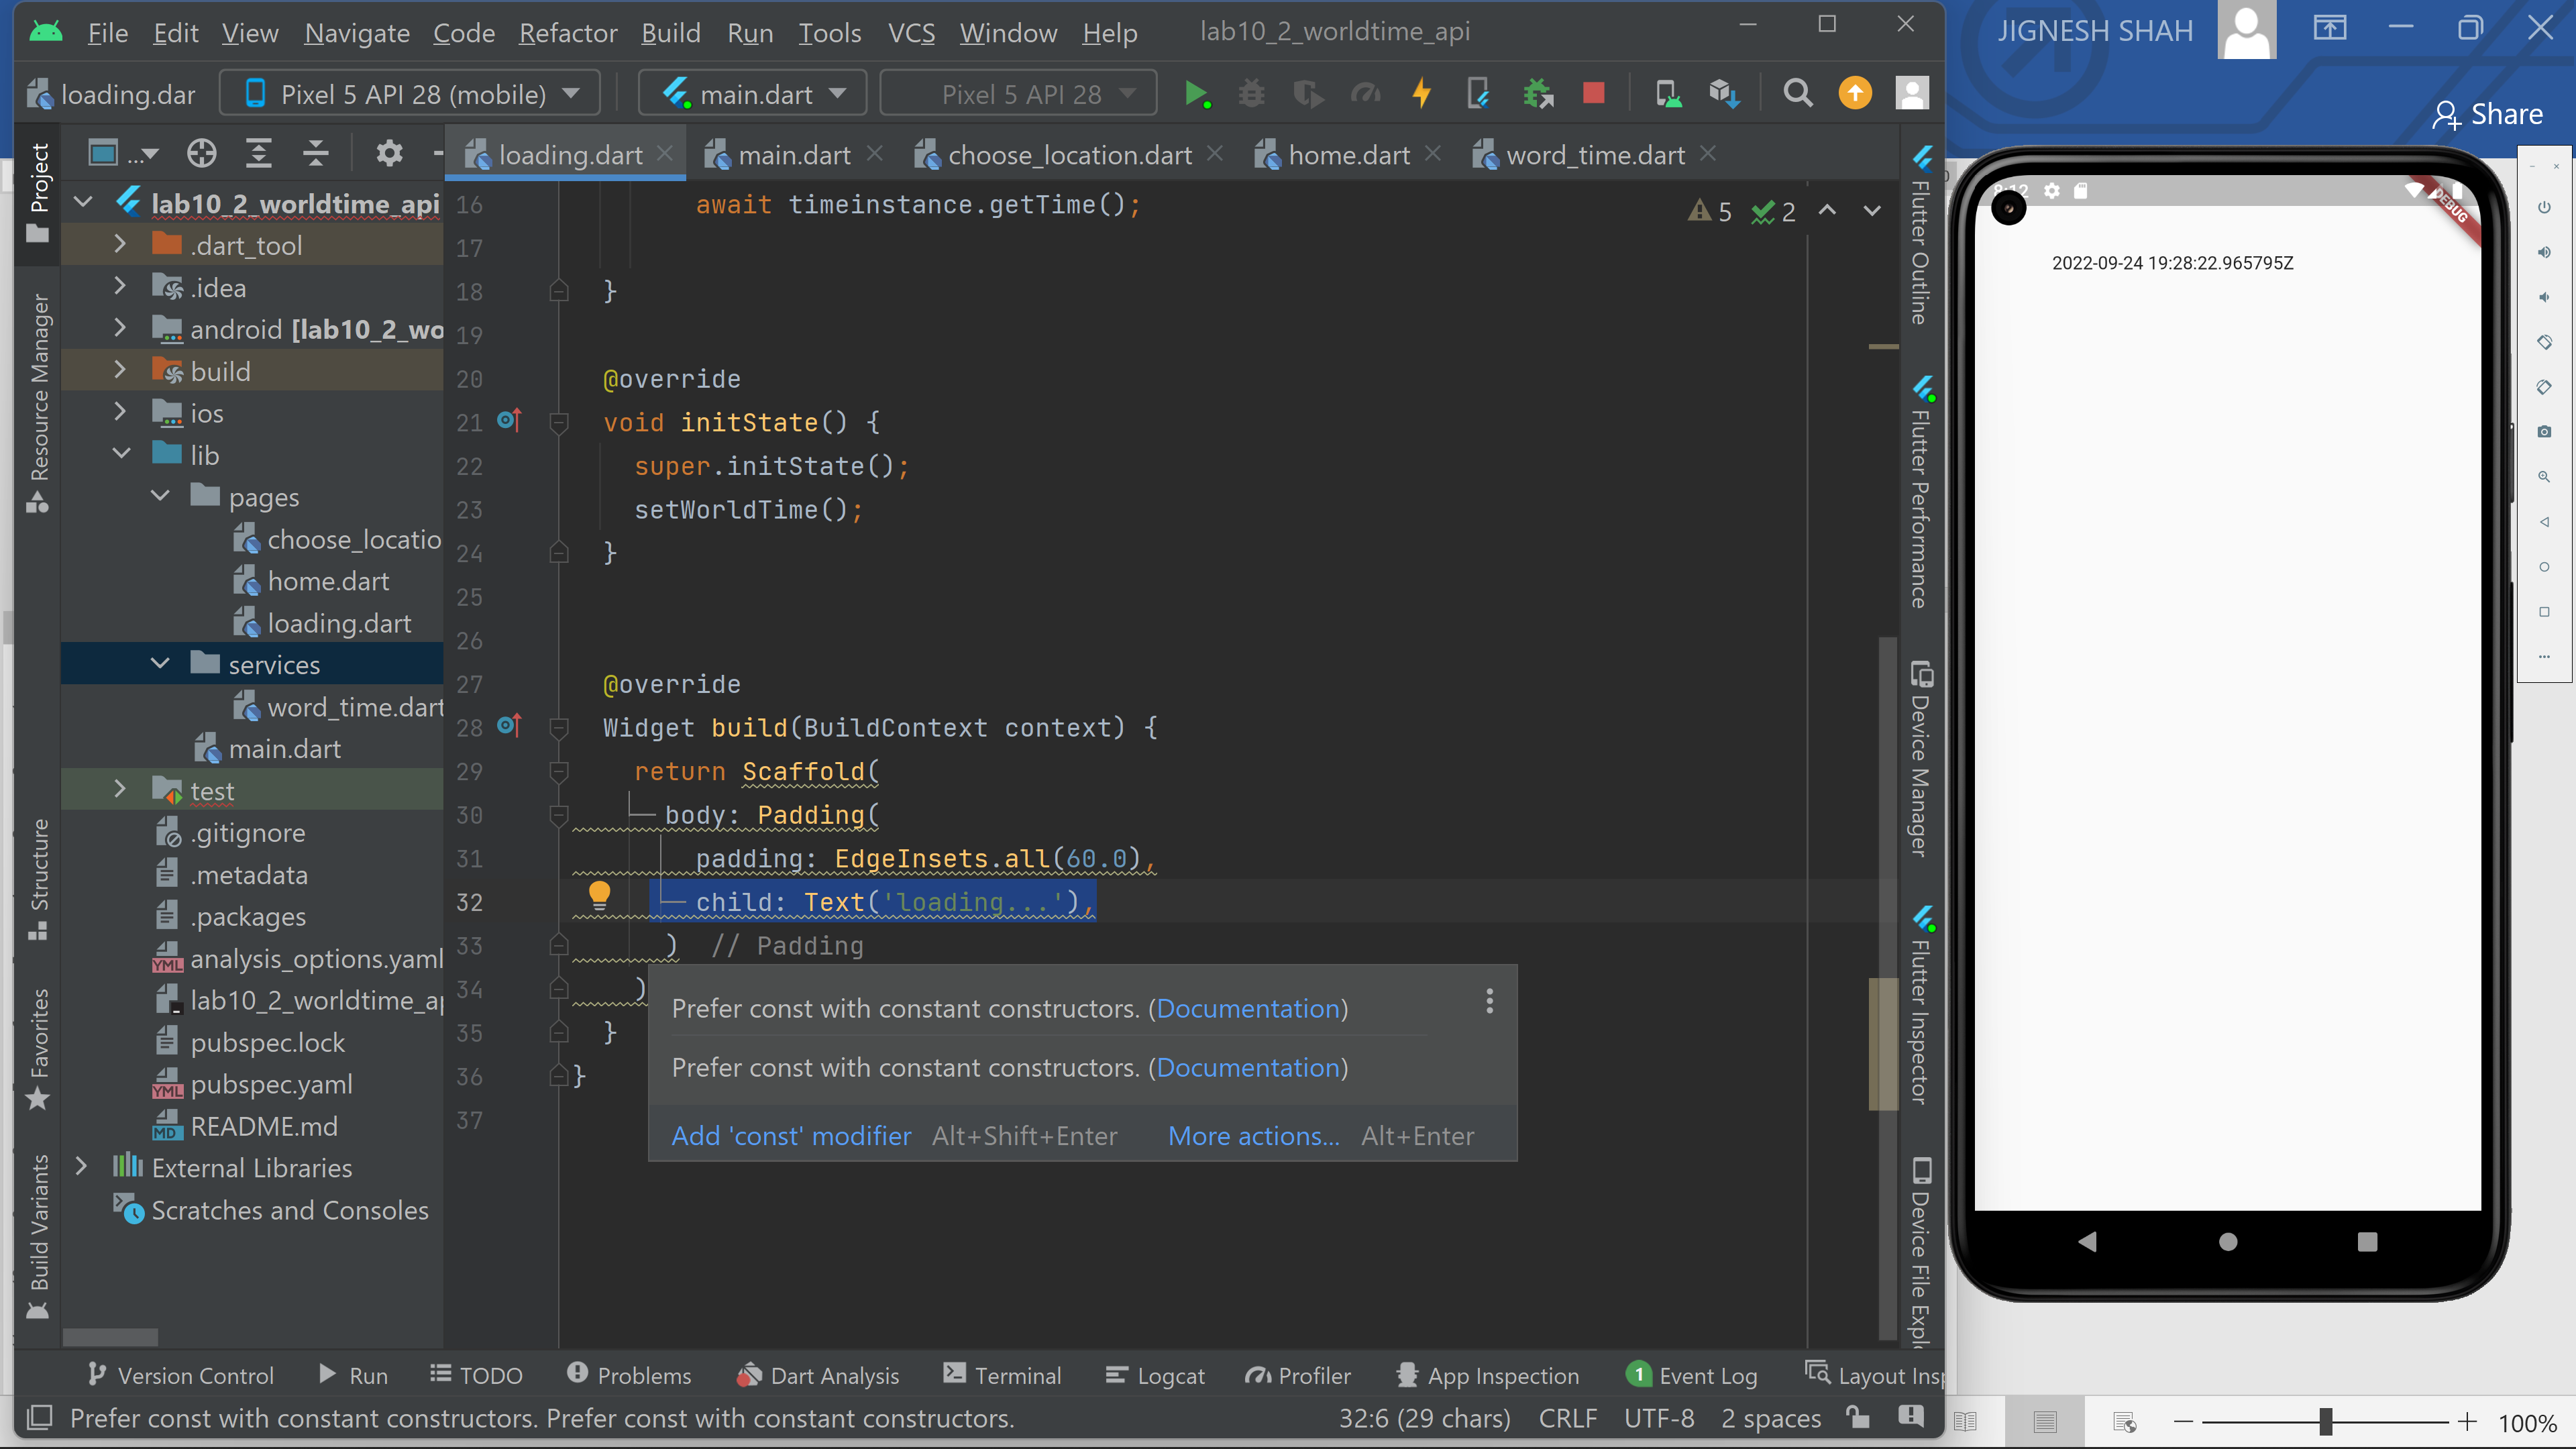 File Edit View Navigate Code Refactor Build Run Tools VCS Window Help lab10_2_worldtime_api
JIGNESH SHAH
Share
loading.dar Pixel 5 API 28 (mobile) main.dart Pixel 5 API 28
... loading.dart main.dart choose_location.dart home.dart word_time.dart
Project
Resource Manager
Structure
Favorites
Build Variants
lab10_2_worldtime_api
.dart_tool
.idea
android [lab10_2_wo
build
ios
lib
pages
choose_locatio
home.dart
loading.dart
services
word_time.dart
main.dart
test
.gitignore
.metadata
.packages
analysis_options.yaml
lab10_2_worldtime_ap
pubspec.lock
pubspec.yaml
README.md
External Libraries
Scratches and Consoles
5 2
16 await timeinstance.getTime();
17
18 }
19
20 @override
21 void initState() {
22 super.initState();
23 setWorldTime();
24 }
25
26
27 @override
28 Widget build(BuildContext context) {
29 return Scaffold(
30 body: Padding(
31 padding: EdgeInsets.all(60.0),
32 child: Text('loading...'),
33 ) // Padding
34 )
35 }
36 }
37
Prefer const with constant constructors. (Documentation)
Prefer const with constant constructors. (Documentation)
Add 'const' modifier Alt+Shift+Enter More actions... Alt+Enter
Flutter Outline
Flutter Performance
Device Manager
Flutter Inspector
Device File Expl
8:12
DEBUG
2022-09-24 19:28:22.965795Z
Version Control Run TODO Problems Dart Analysis Terminal Logcat Profiler App Inspection 1 Event Log Layout Insp
Prefer const with constant constructors. Prefer const with constant constructors. 32:6 (29 chars) CRLF UTF-8 2 spaces
100%